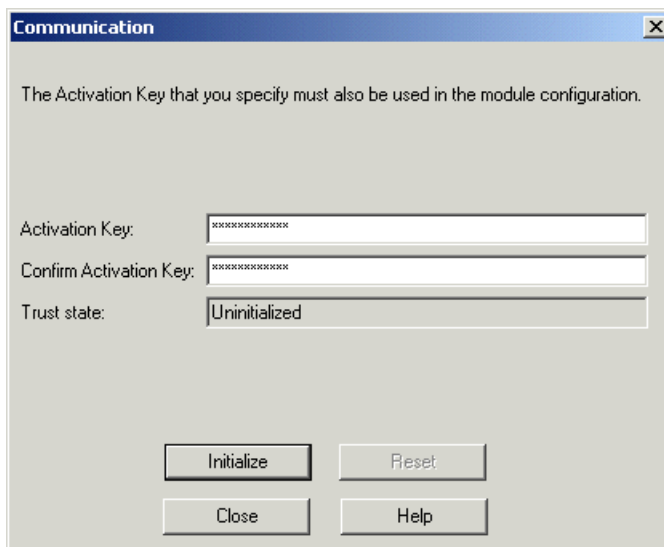 Communication
The Activation Key that you specify must also be used in the module configuration.
Activation Key: ************
Confirm Activation Key: ************
Trust state: Uninitialized
Initialize Reset
Close Help